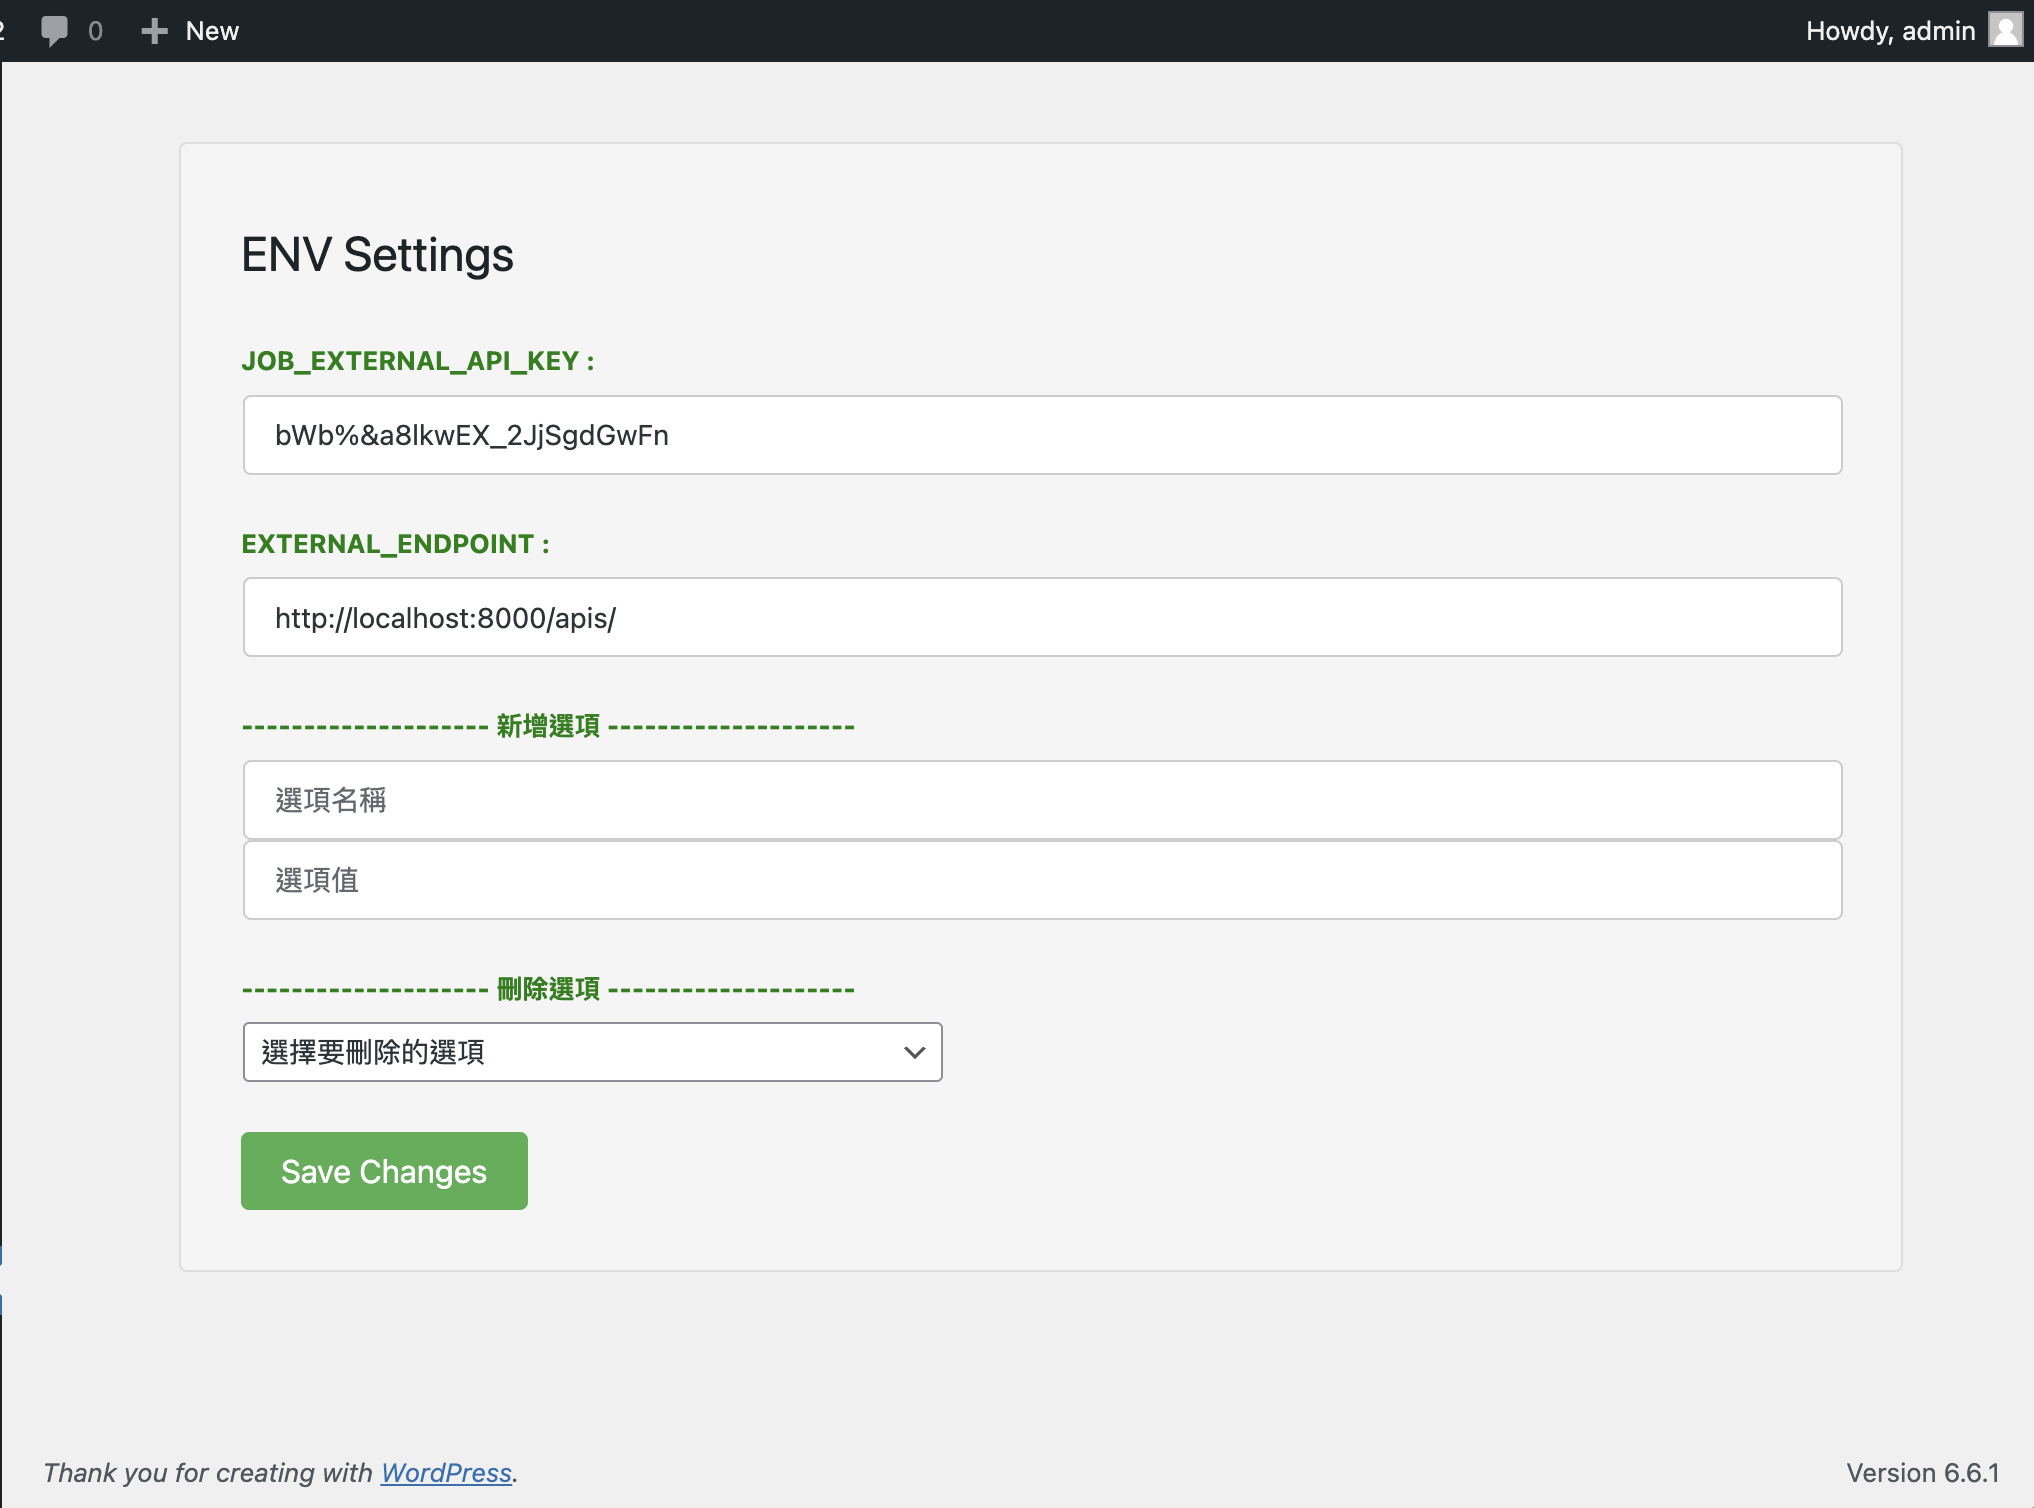 2 0 New Howdy, admin
ENV Settings
JOB_EXTERNAL_API_KEY :
bWb%&a8lkwEX_2JjSgdGwFn
EXTERNAL_ENDPOINT :
http://localhost:8000/apis/
-------------------- 新增選項 --------------------
選項名稱
選項值
-------------------- 刪除選項 --------------------
選擇要刪除的選項
Save Changes
Thank you for creating with WordPress. Version 6.6.1